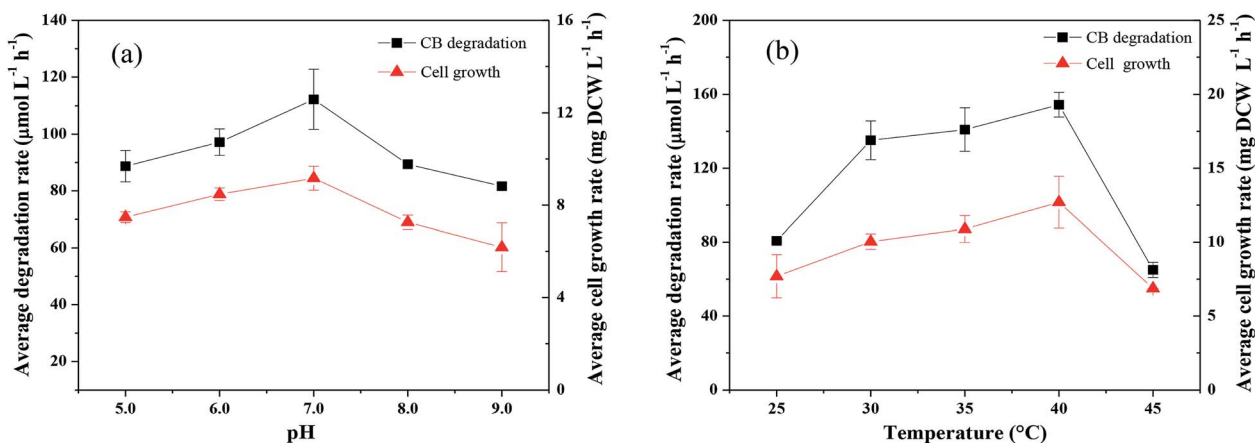 (a)
CB degradation
Cell growth
Average degradation rate (μmol L⁻¹ h⁻¹)
140
120
100
80
60
40
20
10
Average cell growth rate (mg DCW L⁻¹ h⁻¹)
16
12
8
4
0
5.0 6.0 7.0 8.0 9.0
pH
(b)
CB degradation
Cell growth
Average degradation rate (μmol L⁻¹ h⁻¹)
200
160
120
80
40
0
Average cell growth rate (mg DCW L⁻¹ h⁻¹)
25
20
15
10
5
0
25 30 35 40 45
Temperature (°C)